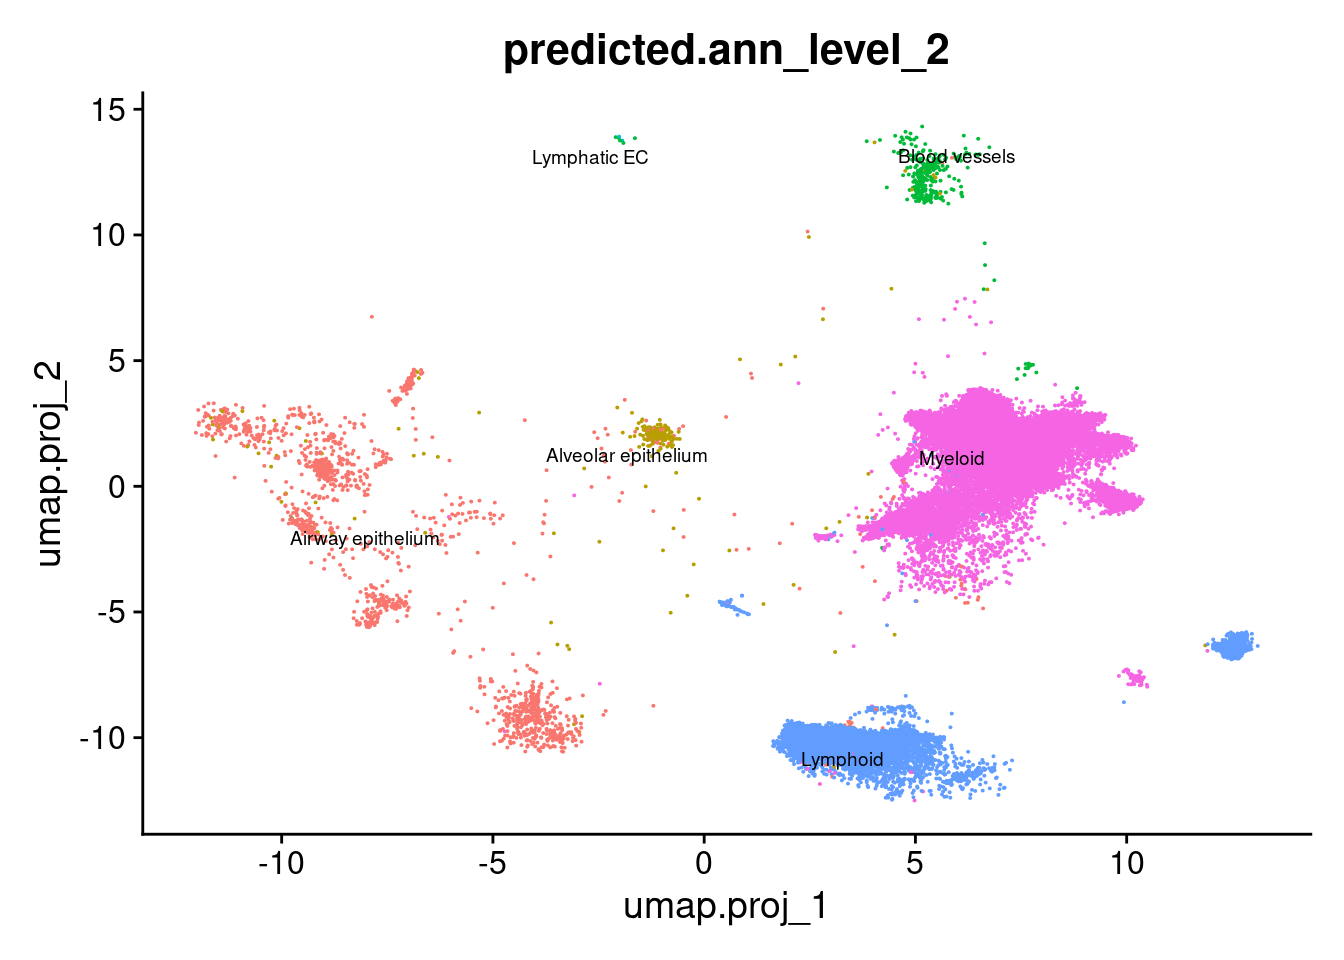 predicted.ann_level_2
15
10
5
0
-5
-10
umap.proj_2
Lymphatic EC
Blood vessels
Alveolar epithelium
Myeloid
Airway epithelium
Lymphoid
-10
-5
0
5
10
umap.proj_1